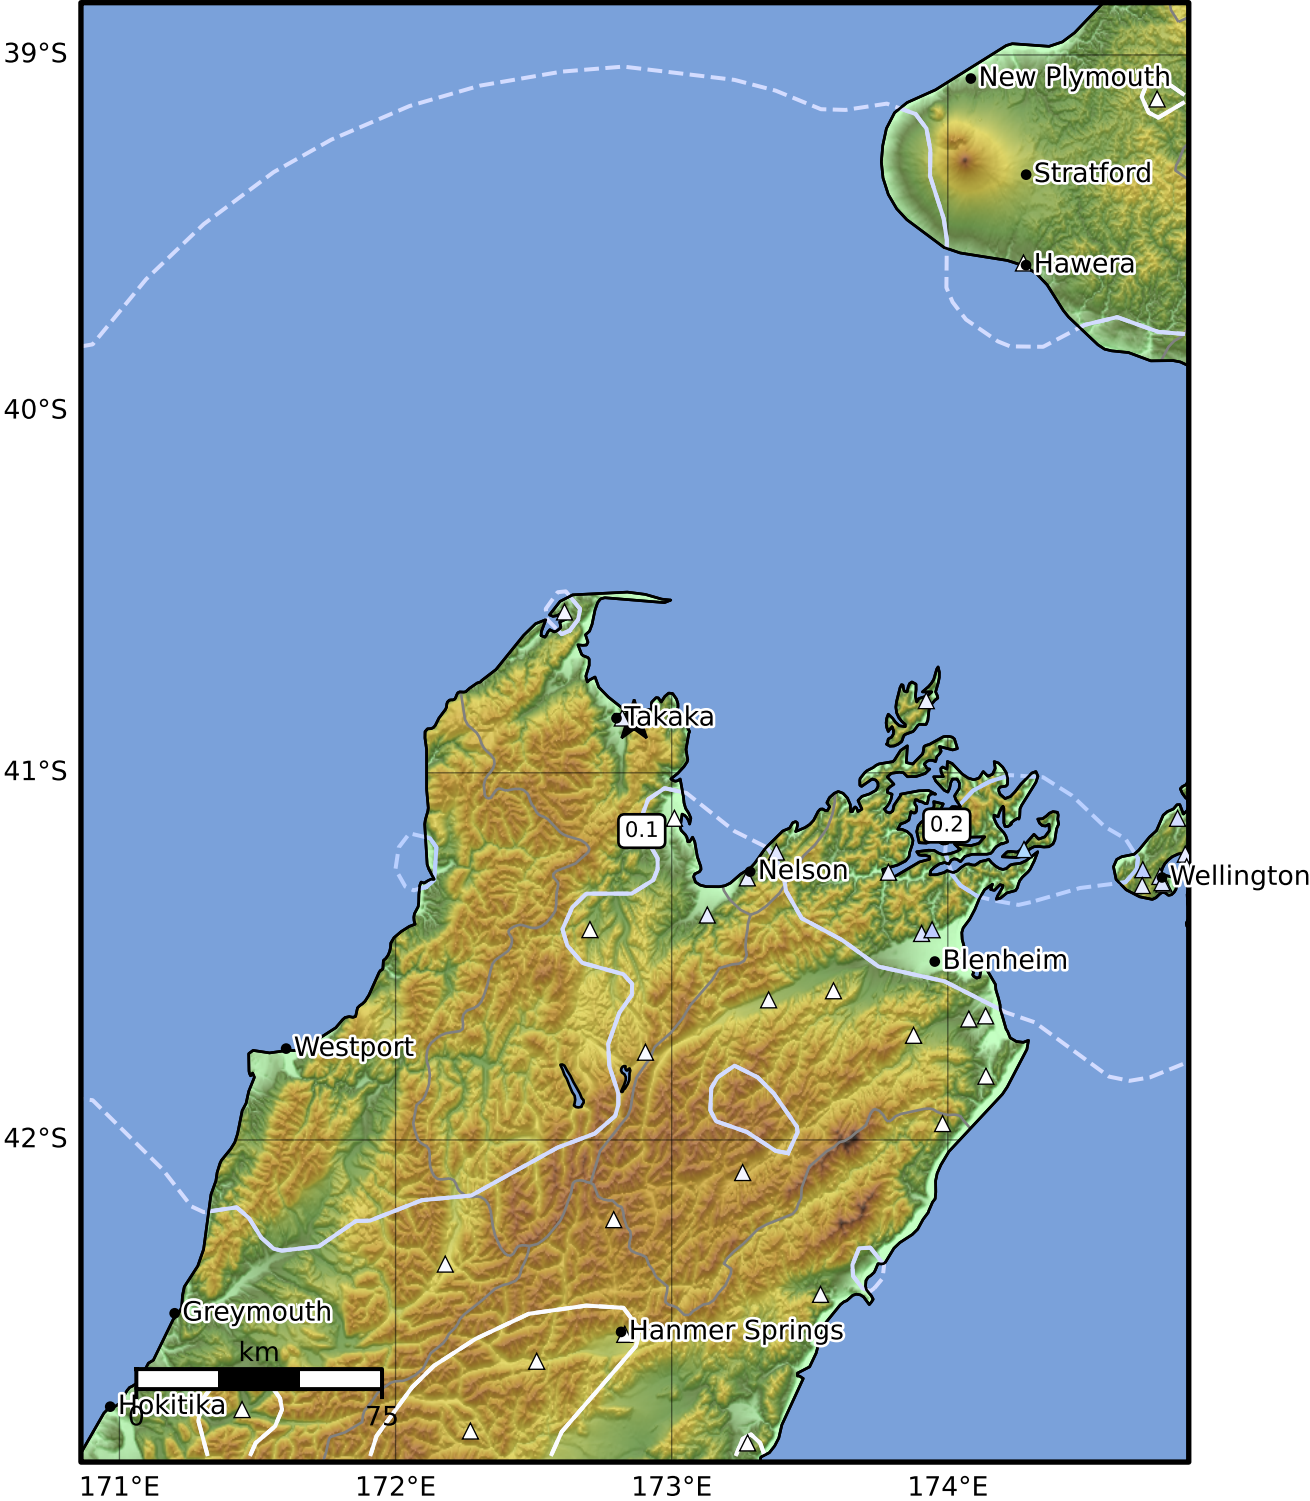 39°S
New Plymouth
Stratford
Hawera
40°S
Takaka
41°S
0.1
0.2
Nelson
Wellington
Blenheim
Westport
42°S
Greymouth
Hanmer Springs
km
Hokitika
0
75
171°E
172°E
173°E
174°E